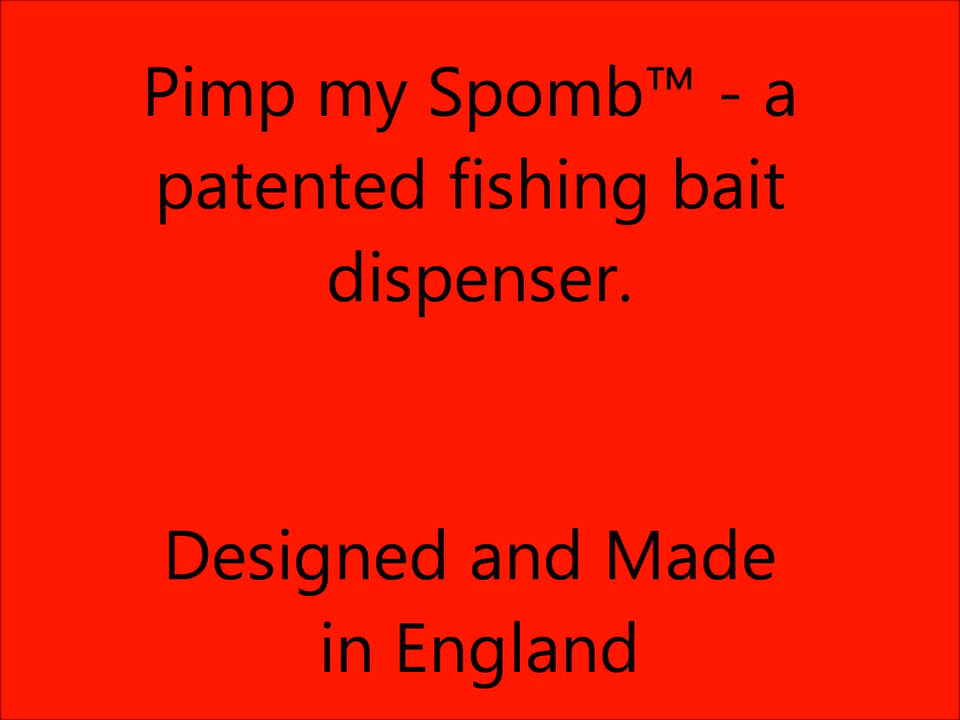 Pimp my Spomb™ - a
patented fishing bait
dispenser.
Designed and Made
in England